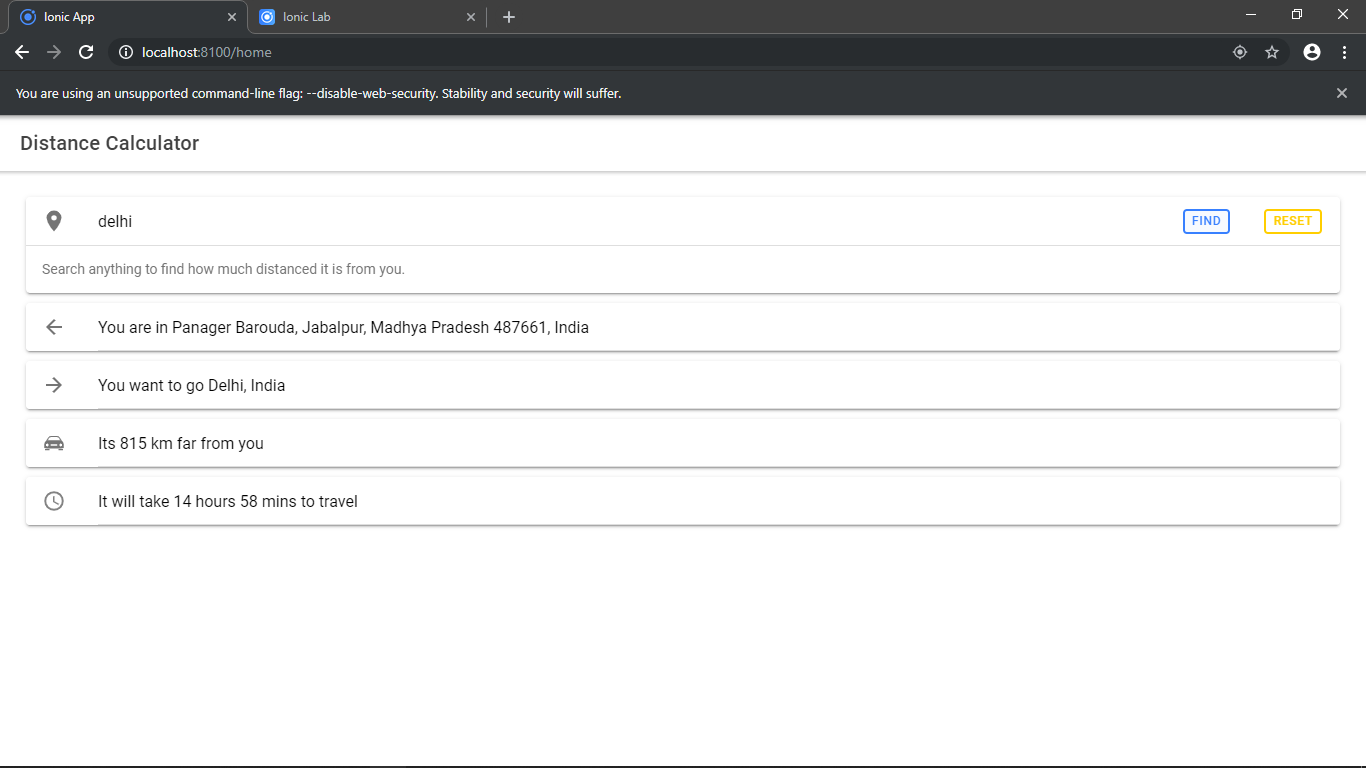 Ionic App
Ionic Lab
localhost:8100/home
You are using an unsupported command-line flag: --disable-web-security. Stability and security will suffer.
Distance Calculator
delhi
FIND
RESET
Search anything to find how much distanced it is from you.
You are in Panager Barouda, Jabalpur, Madhya Pradesh 487661, India
You want to go Delhi, India
Its 815 km far from you
It will take 14 hours 58 mins to travel